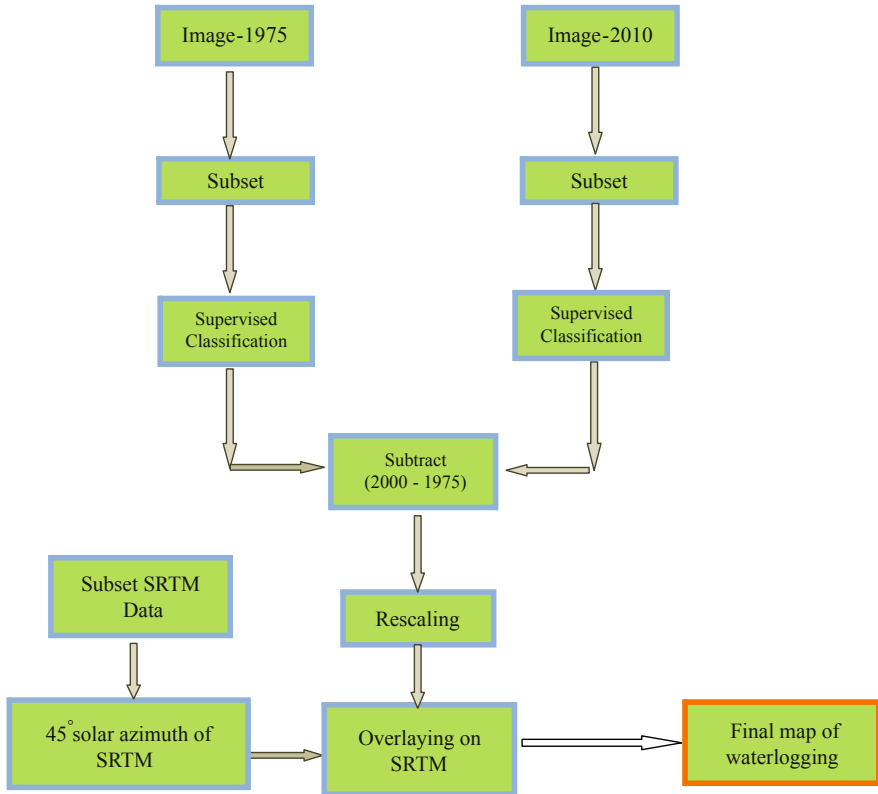 Image-1975
Image-2010
Subset
Subset
Supervised
Classification
Supervised
Classification
Subtract
(2000 - 1975)
Subset SRTM
Data
Rescaling
45°solar azimuth of
SRTM
Overlaying on
SRTM
Final map of
waterlogging